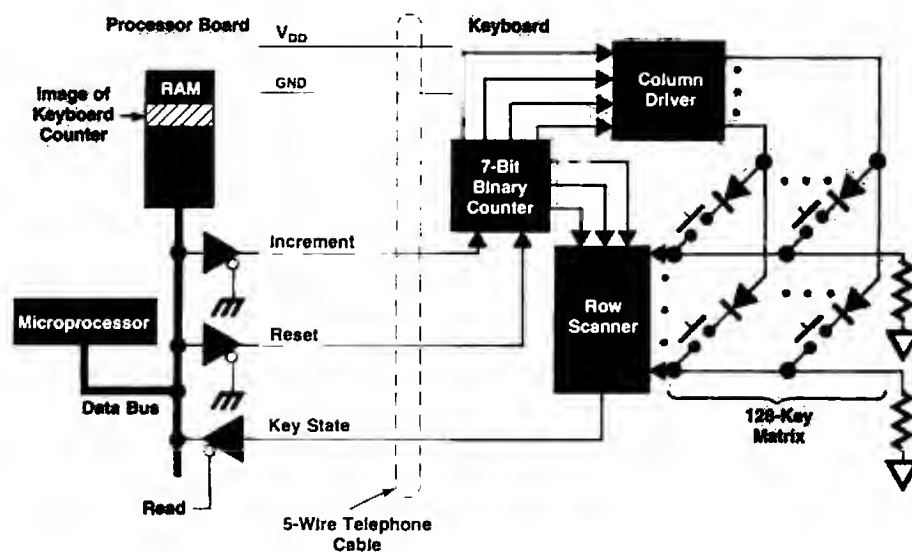 Processor Board
VDD
Keyboard
RAM
GND
Image of
Keyboard
Counter
Column
Driver
7-Bit
Binary
Counter
Increment
Row
Scanner
Microprocessor
Reset
Data Bus
Key State
128-Key
Matrix
Read
5-Wire Telephone
Cable